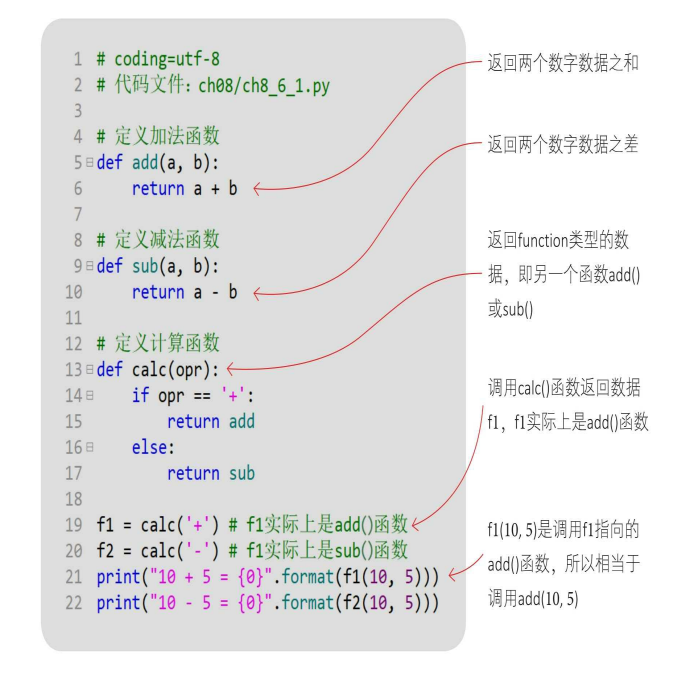 1 # coding=utf-8
2 # 代码文件：ch08/ch8_6_1.py
3
4 # 定义加法函数
5 def add(a, b):
6 return a + b
7
8 # 定义减法函数
9 def sub(a, b):
10 return a - b
11
12 # 定义计算函数
13 def calc(opr):
14 if opr == '+':
15 return add
16 else:
17 return sub
18
19 f1 = calc('+') # f1实际上是add()函数
20 f2 = calc('-') # f1实际上是sub()函数
21 print("10 + 5 = {0}".format(f1(10, 5)))
22 print("10 - 5 = {0}".format(f2(10, 5)))
返回两个数字数据之和
返回两个数字数据之差
返回function类型的数
据，即另一个函数add()
或sub()
调用calc()函数返回数据
f1，f1实际上是add()函数
f1(10, 5)是调用f1指向的
add()函数，所以相当于
调用add(10, 5)